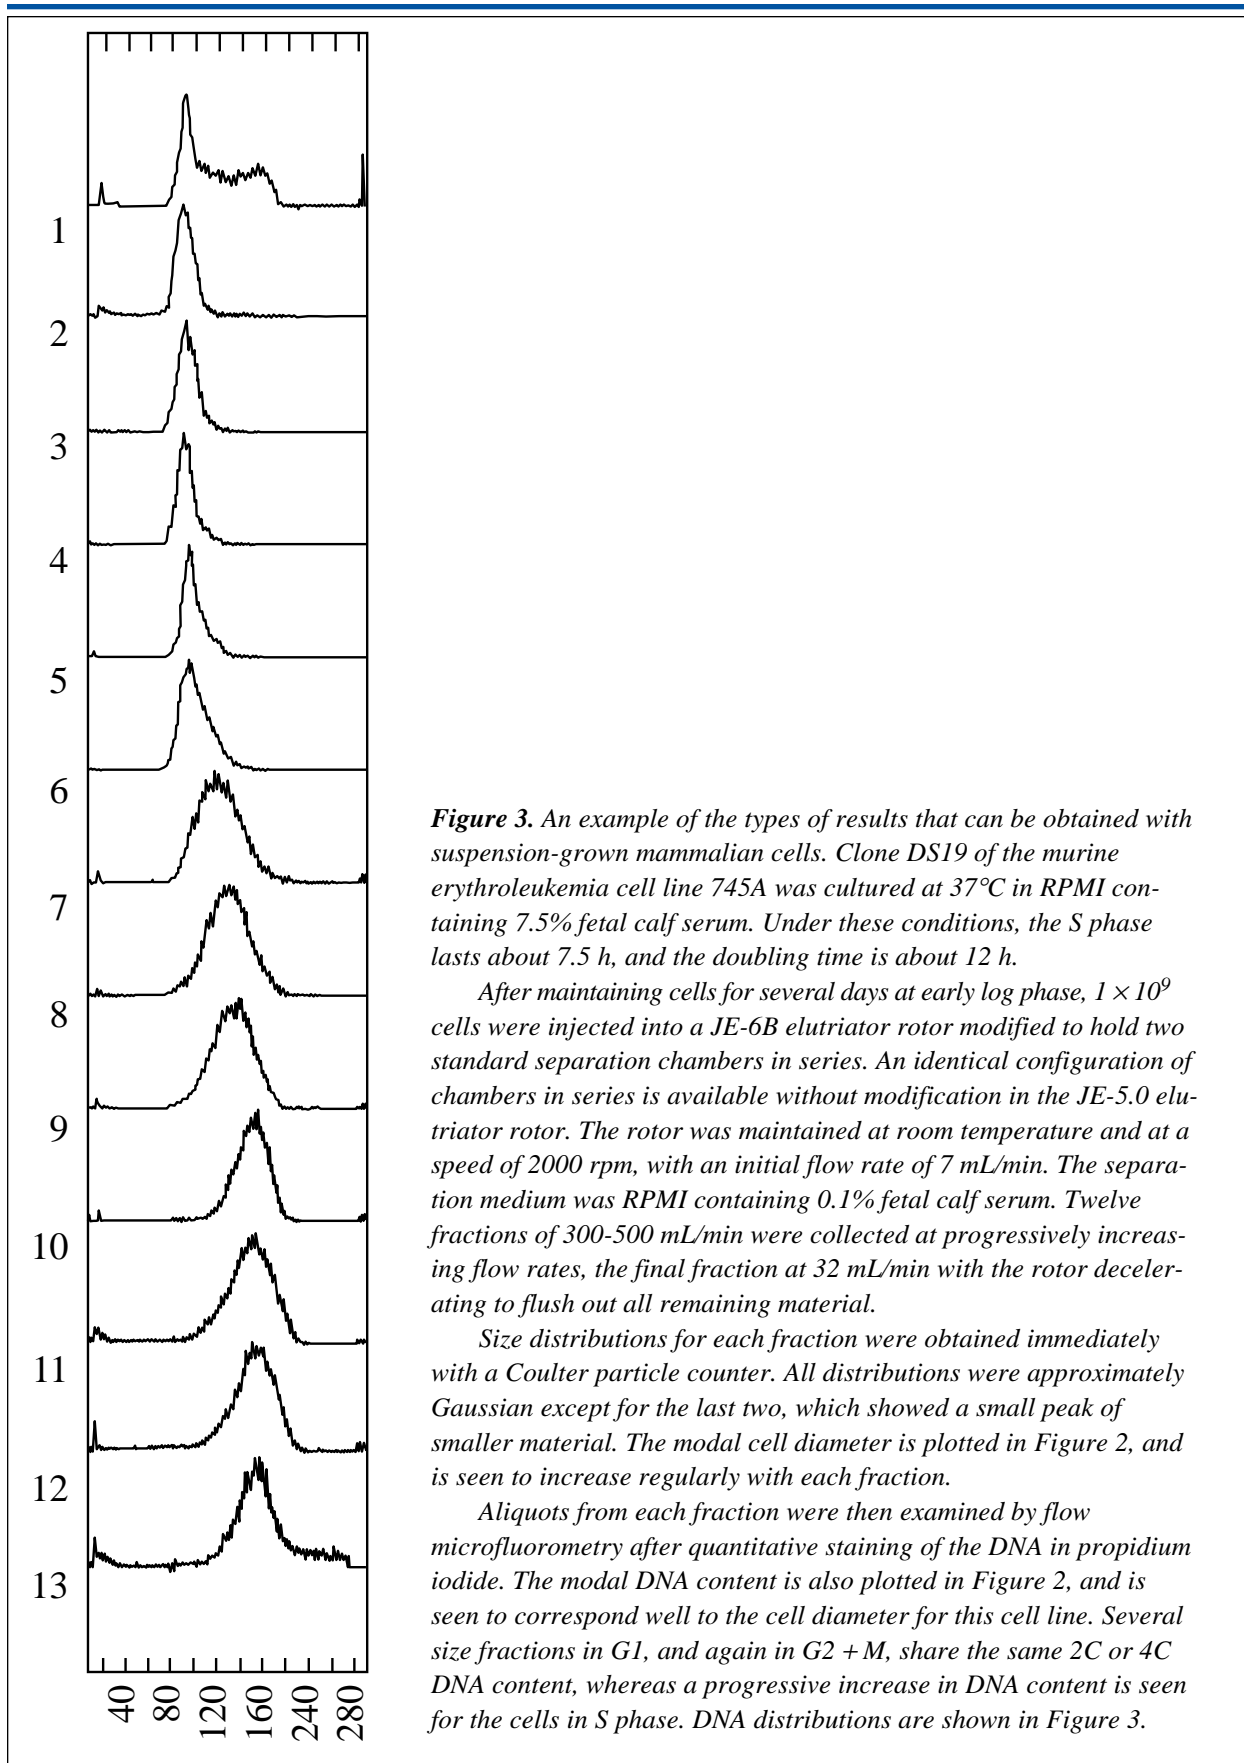 1
2
3
4
5
6
7
8
9
10
11
12
13
40 80 120 160 240 280
Figure 3. An example of the types of results that can be obtained with
suspension-grown mammalian cells. Clone DS19 of the murine
erythroleukemia cell line 745A was cultured at 37°C in RPMI con-
taining 7.5% fetal calf serum. Under these conditions, the S phase
lasts about 7.5 h, and the doubling time is about 12 h.
After maintaining cells for several days at early log phase, 1 × 10⁹
cells were injected into a JE-6B elutriator rotor modified to hold two
standard separation chambers in series. An identical configuration of
chambers in series is available without modification in the JE-5.0 elu-
triator rotor. The rotor was maintained at room temperature and at a
speed of 2000 rpm, with an initial flow rate of 7 mL/min. The separa-
tion medium was RPMI containing 0.1% fetal calf serum. Twelve
fractions of 300-500 mL/min were collected at progressively increas-
ing flow rates, the final fraction at 32 mL/min with the rotor deceler-
ating to flush out all remaining material.
Size distributions for each fraction were obtained immediately
with a Coulter particle counter. All distributions were approximately
Gaussian except for the last two, which showed a small peak of
smaller material. The modal cell diameter is plotted in Figure 2, and
is seen to increase regularly with each fraction.
Aliquots from each fraction were then examined by flow
microfluorometry after quantitative staining of the DNA in propidium
iodide. The modal DNA content is also plotted in Figure 2, and is
seen to correspond well to the cell diameter for this cell line. Several
size fractions in G1, and again in G2 + M, share the same 2C or 4C
DNA content, whereas a progressive increase in DNA content is seen
for the cells in S phase. DNA distributions are shown in Figure 3.